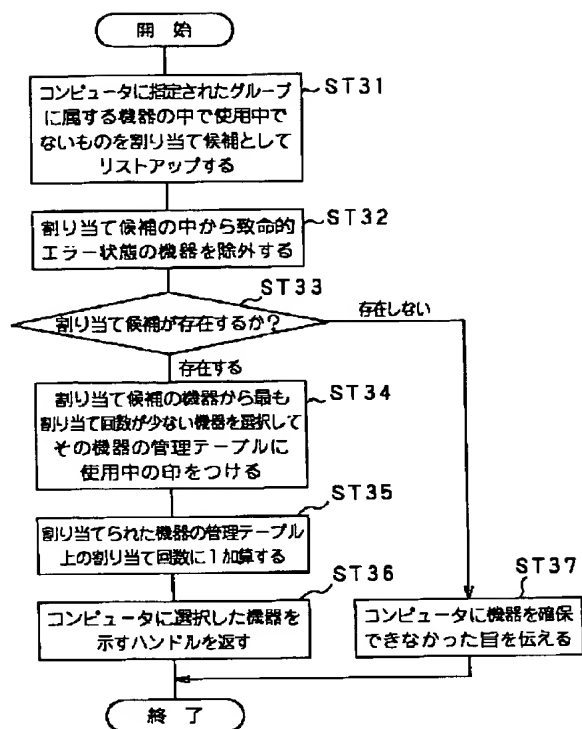 開始
コンピュータに指定されたグループ
に属する機器の中で使用中で
ないものを割り当て候補として
リストアップする
ST31
割り当て候補の中から致命的
エラー状態の機器を除外する
ST32
ST33
割り当て候補が存在するか？
存在しない
存在する
割り当て候補の機器から最も
割り当て回数が少ない機器を選択して
その機器の管理テーブルに
使用中の印をつける
ST34
ST35
割り当てられた機器の管理テーブル
上の割り当て回数に1加算する
ST36
コンピュータに選択した機器を
示すハンドルを返す
ST37
コンピュータに機器を確保
できなかった旨を伝える
終了